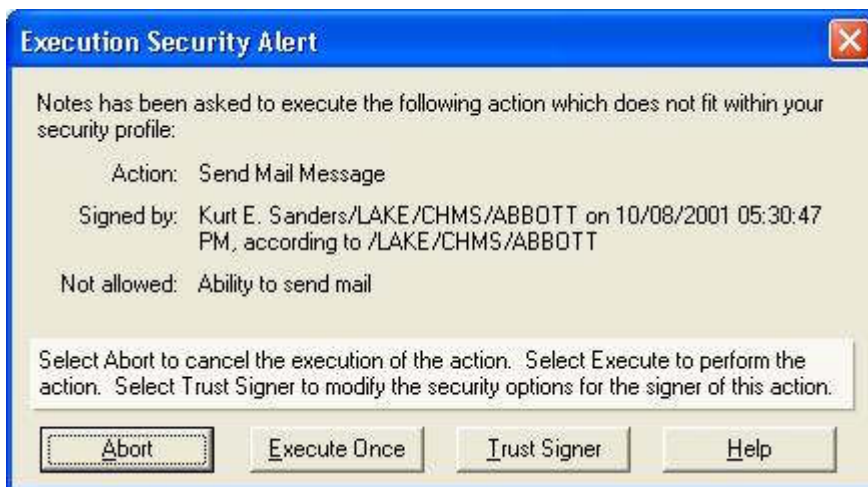 Execution Security Alert
Notes has been asked to execute the following action which does not fit within your
security profile:
Action: Send Mail Message
Signed by: Kurt E. Sanders/LAKE/CHMS/ABBOTT on 10/08/2001 05:30:47
PM, according to /LAKE/CHMS/ABBOTT
Not allowed: Ability to send mail
Select Abort to cancel the execution of the action. Select Execute to perform the
action. Select Trust Signer to modify the security options for the signer of this action.
Abort Execute Once Trust Signer Help